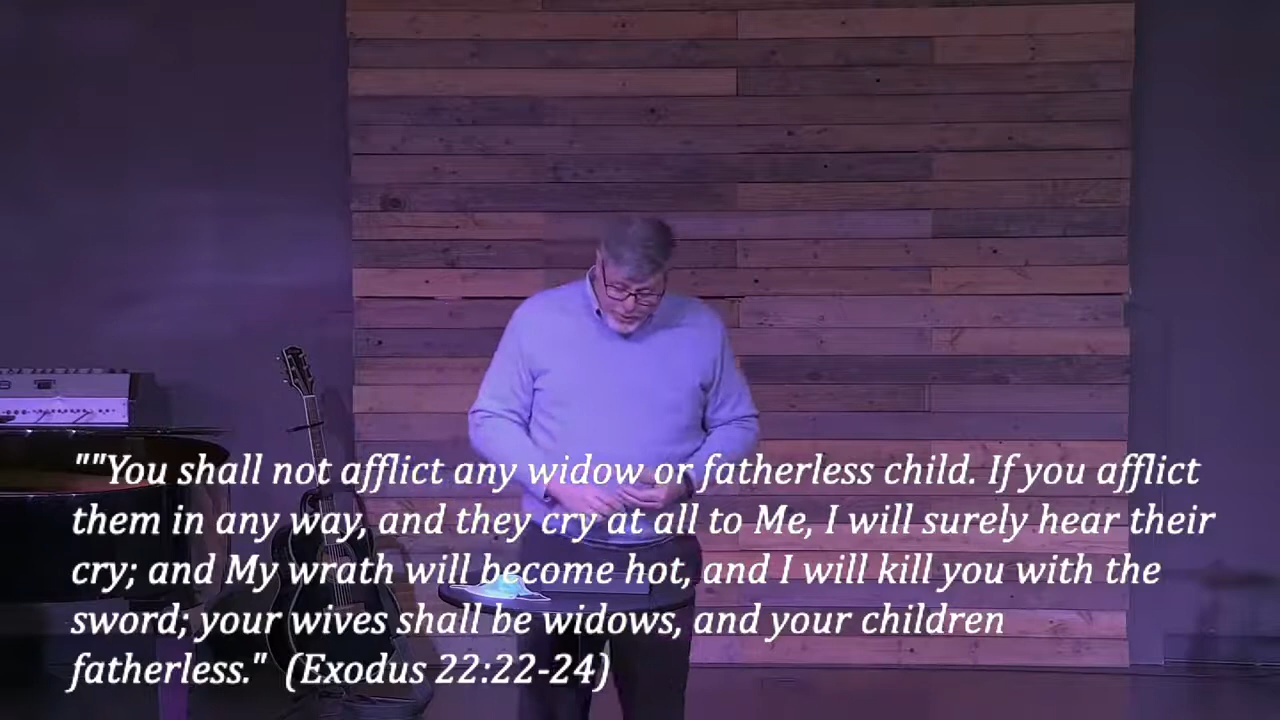 ""You shall not afflict any widow or fatherless child. If you afflict
them in any way, and they cry at all to Me, I will surely hear their
cry; and My wrath will become hot, and I will kill you with the
sword; your wives shall be widows, and your children
fatherless." (Exodus 22:22-24)